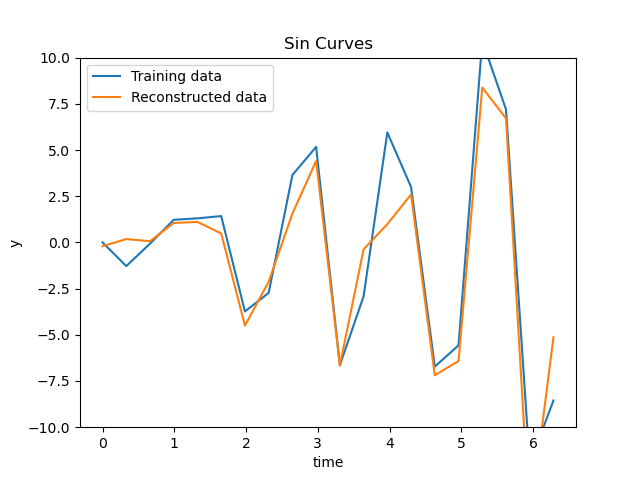 Sin Curves
Training data
Reconstructed data
10.0
7.5
5.0
2.5
0.0
−2.5
−5.0
−7.5
−10.0
y
0 1 2 3 4 5 6
time